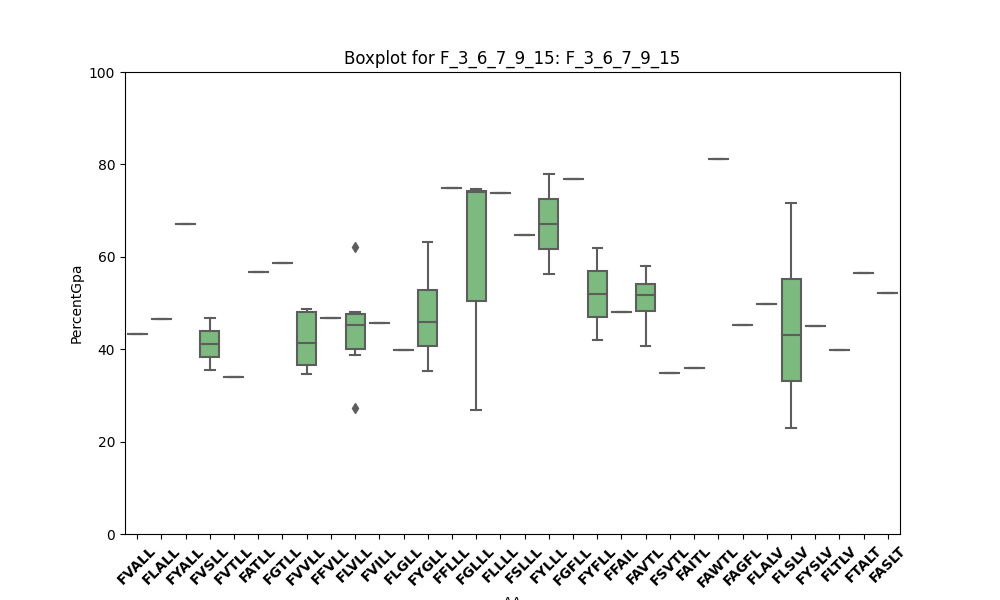 Boxplot for F_3_6_7_9_15: F_3_6_7_9_15
100
80
60
40
20
0
PercentGpa
FVALL
FLALL
FYALL
FVSLL
FVTLL
FATLL
FGTLL
FVVLL
FFVLL
FLVLL
FVILL
FLGLL
FYGLL
FFLLL
FGLLL
FLLLL
FSLLL
FYLLL
FGFLL
FYFLL
FFAIL
FAVTL
FSVTL
FAITL
FAWTL
FAGFL
FLALV
FLSLV
FYSLV
FLTLV
FTALT
FASLT